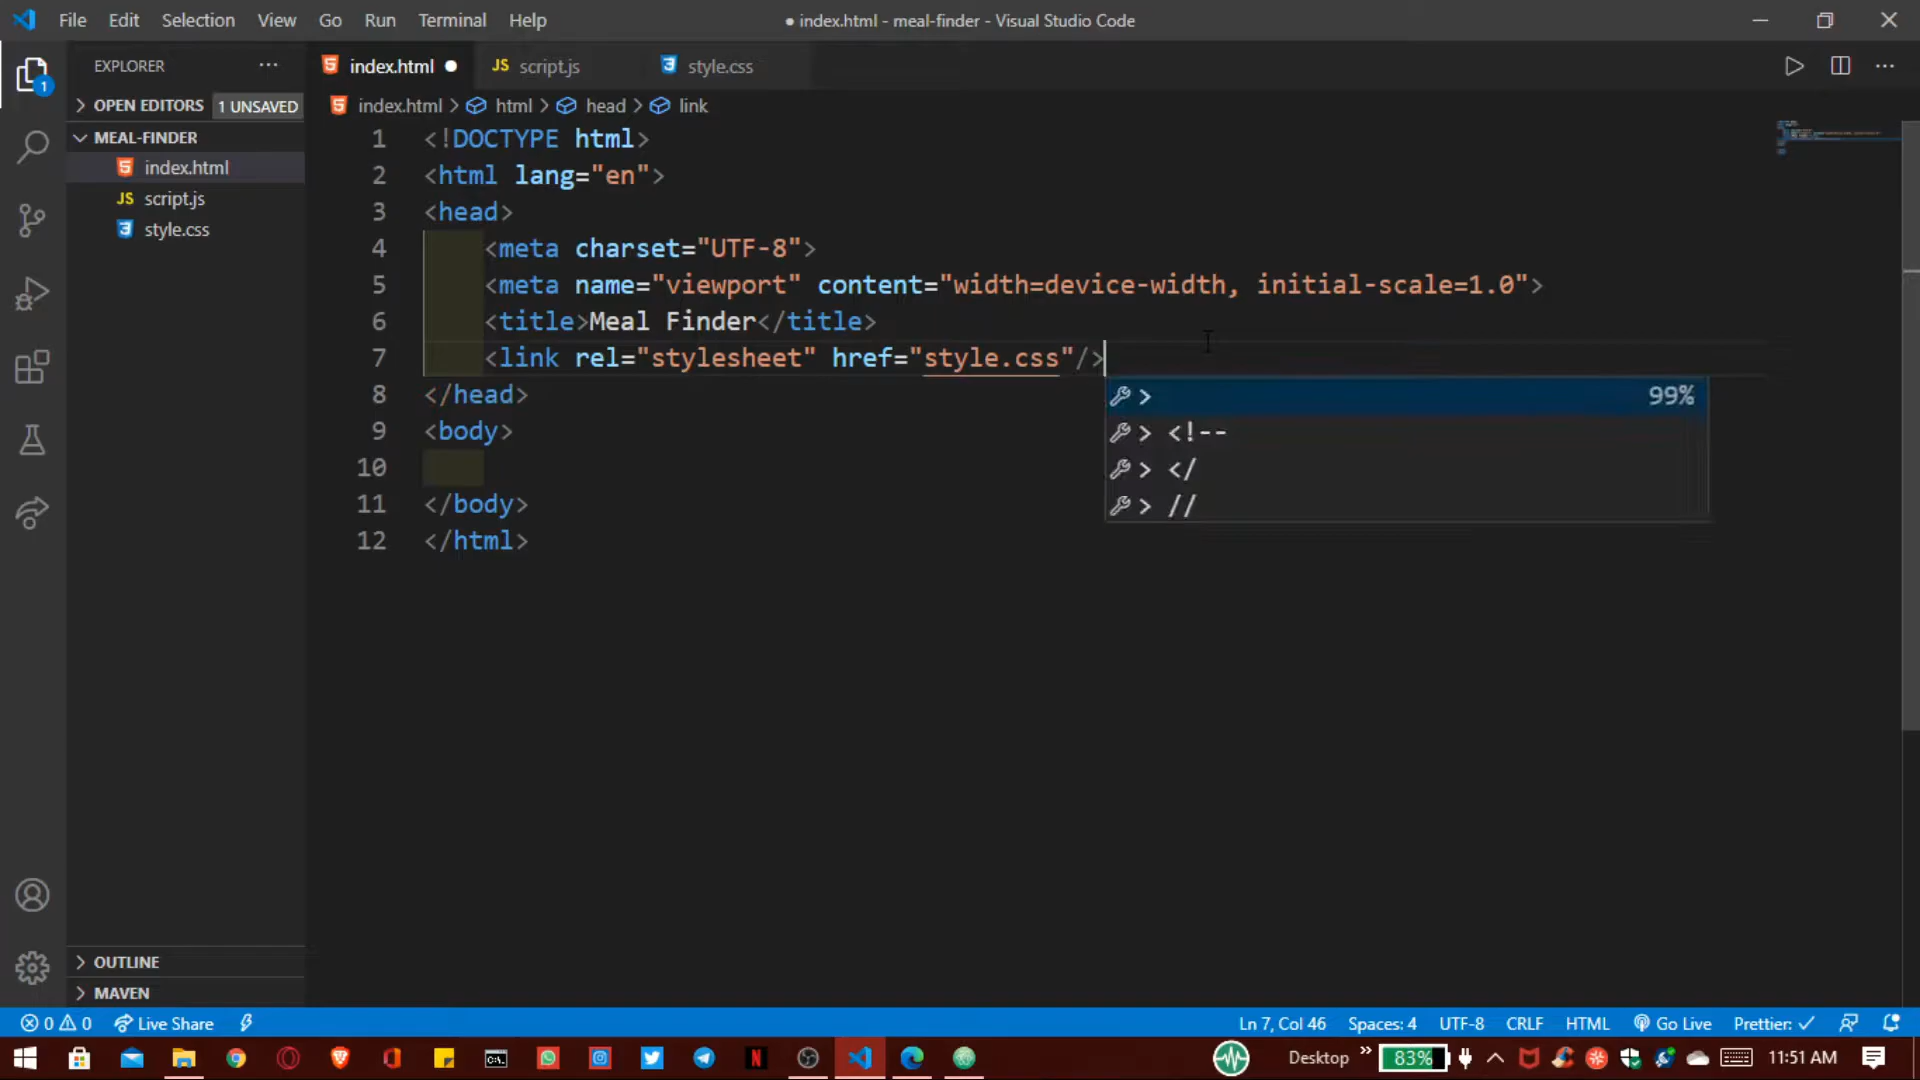 File Edit Selection View Go Run Terminal Help
● index.html - meal-finder - Visual Studio Code
EXPLORER
index.html
JS script.js
style.css
OPEN EDITORS 1 UNSAVED
index.html > html > head > link
MEAL-FINDER
index.html
JS script.js
style.css
1 <!DOCTYPE html>
2 <html lang="en">
3 <head>
4 <meta charset="UTF-8">
5 <meta name="viewport" content="width=device-width, initial-scale=1.0">
6 <title>Meal Finder</title>
7 <link rel="stylesheet" href="style.css"/>
8 </head>
9 <body>
10
11 </body>
12 </html>
> 99%
> <!--
> </
> //
1
OUTLINE
MAVEN
0 0 Live Share
Ln 7, Col 46 Spaces: 4 UTF-8 CRLF HTML Go Live Prettier: ✓
Desktop » 83% 11:51 AM